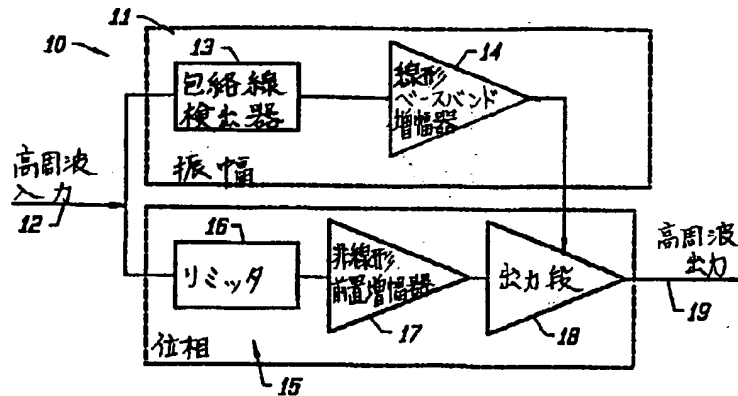 10
11
13
包絡線
検出器
14
線形
ベースバンド
増幅器
振幅
高周波
入力
12
16
リミッタ
非線形
前置増幅器
17
出力段
18
高周波
出力
19
位相
15